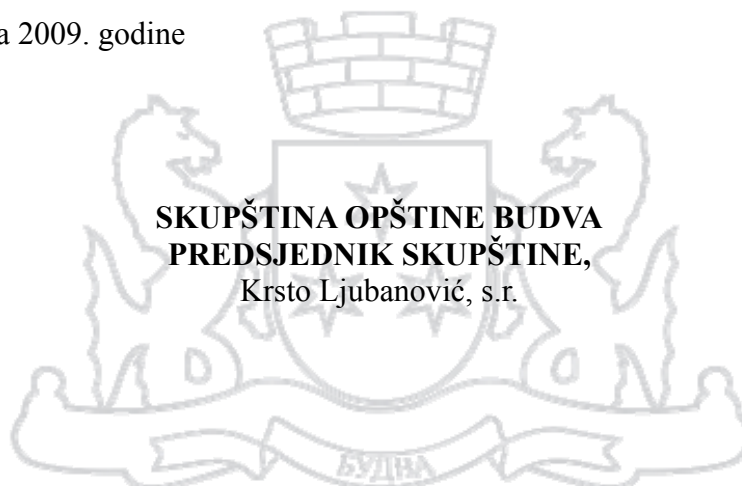 a 2009. godine
SKUPŠTINA OPŠTINE BUDVA
PREDSJEDNIK SKUPŠTINE,
Krsto Ljubanović, s.r.